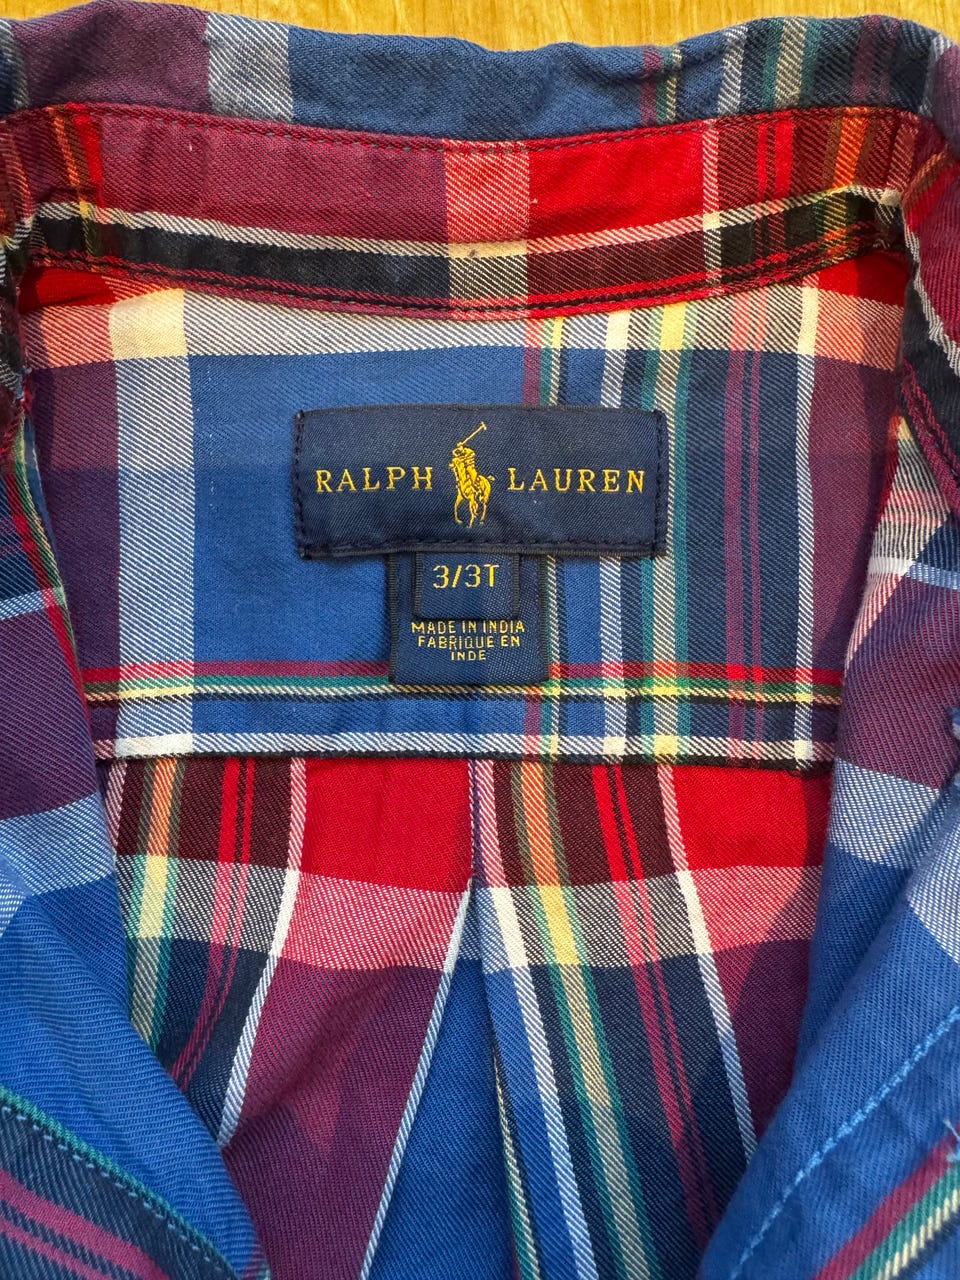 RALPH LAUREN
3/3T
MADE IN INDIA
FABRIQUE EN
INDE